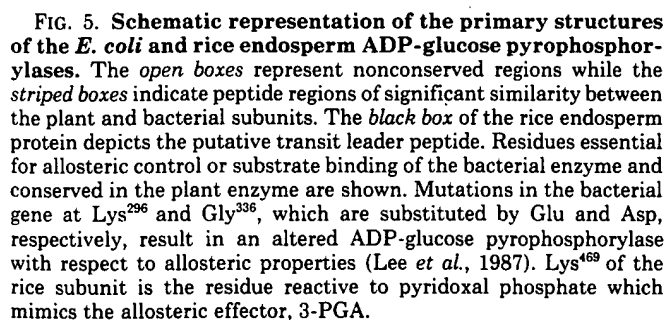 FIG. 5. Schematic representation of the primary structures
of the E. coli and rice endosperm ADP-glucose pyrophosphor-
ylases. The open boxes represent nonconserved regions while the
striped boxes indicate peptide regions of significant similarity between
the plant and bacterial subunits. The black box of the rice endosperm
protein depicts the putative transit leader peptide. Residues essential
for allosteric control or substrate binding of the bacterial enzyme and
conserved in the plant enzyme are shown. Mutations in the bacterial
gene at Lys²⁹⁶ and Gly³³⁶, which are substituted by Glu and Asp,
respectively, result in an altered ADP-glucose pyrophosphorylase
with respect to allosteric properties (Lee et al., 1987). Lys⁴⁶⁹ of the
rice subunit is the residue reactive to pyridoxal phosphate which
mimics the allosteric effector, 3-PGA.